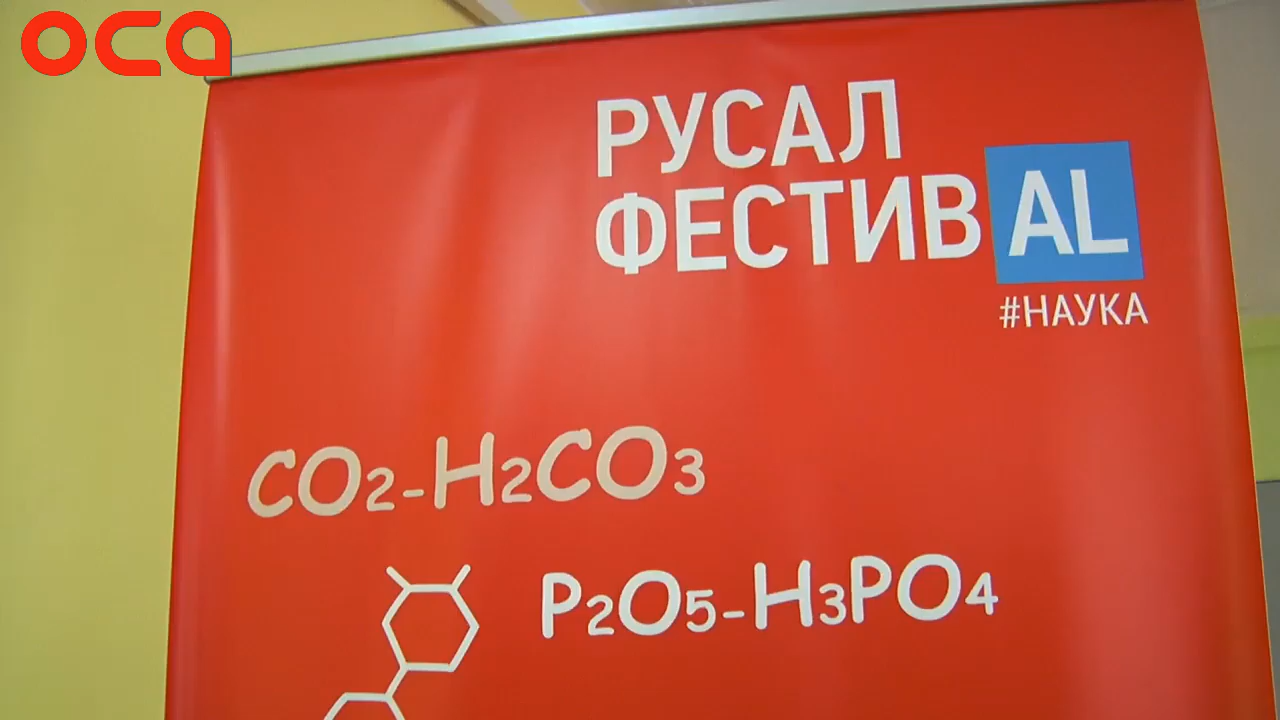 оса
РУСАЛ
ФЕСТИВAL
#НАУКА
CO2-H2CO3
P2O5-H3PO4